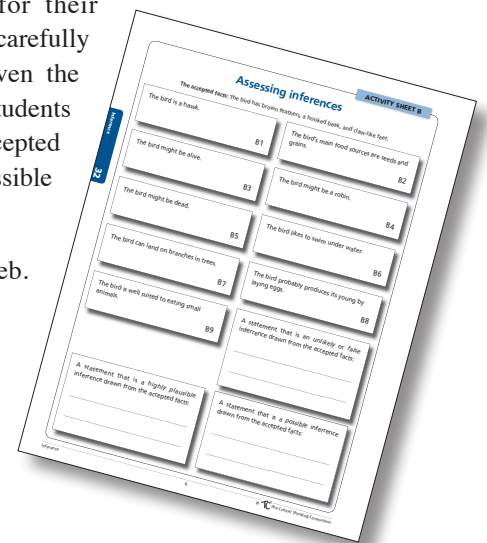 for their
carefully
ven the
tudents
cepted
ssible
eb.
Assessing inferences
ACTIVITY SHEET B
The accepted facts: The bird has brown feathers, a hooked beak, and claw-like feet.
The bird is a hawk.
B1
The bird's main food sources are seeds and
grains.
B2
The bird might be alive.
B3
The bird might be a robin.
B4
The bird might be dead.
B5
The bird likes to swim under water.
B6
The bird can land on branches in trees.
B7
The bird probably produces its young by
laying eggs.
B8
The bird is well suited to eating small
animals.
B9
A statement that is an unlikely or false
inference drawn from the accepted facts:
A statement that is a highly plausible
inference drawn from the accepted facts:
A statement that is a possible inference
drawn from the accepted facts:
Inference
32
Inference
© TC The Critical Thinking Consortium